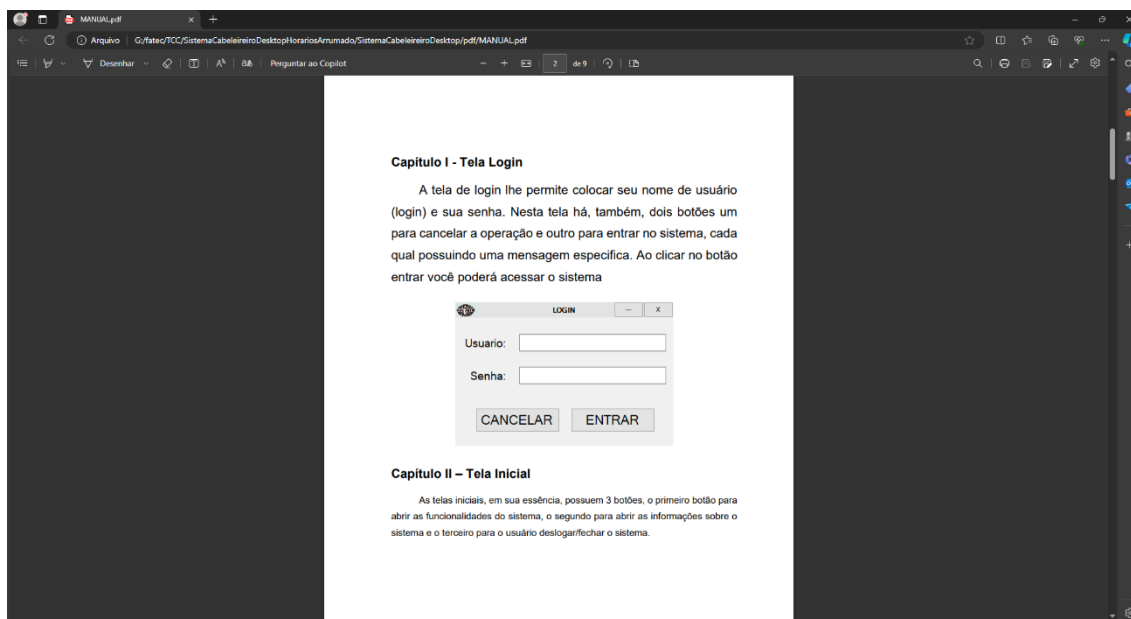 MANUAL.pdf
Arquivo G:/fatec/TCC/SistemaCabeleireiroDesktopHorariosArrumado/SistemaCabeleireiroDesktop/pdf/MANUAL.pdf
Desenhar Perguntar ao Copilot 2 de 9
Capítulo I - Tela Login
A tela de login lhe permite colocar seu nome de usuário
(login) e sua senha. Nesta tela há, também, dois botões um
para cancelar a operação e outro para entrar no sistema, cada
qual possuindo uma mensagem especifica. Ao clicar no botão
entrar você poderá acessar o sistema
LOGIN
Usuario:
Senha:
CANCELAR ENTRAR
Capítulo II – Tela Inicial
As telas iniciais, em sua essência, possuem 3 botões, o primeiro botão para
abrir as funcionalidades do sistema, o segundo para abrir as informações sobre o
sistema e o terceiro para o usuário deslogar/fechar o sistema.